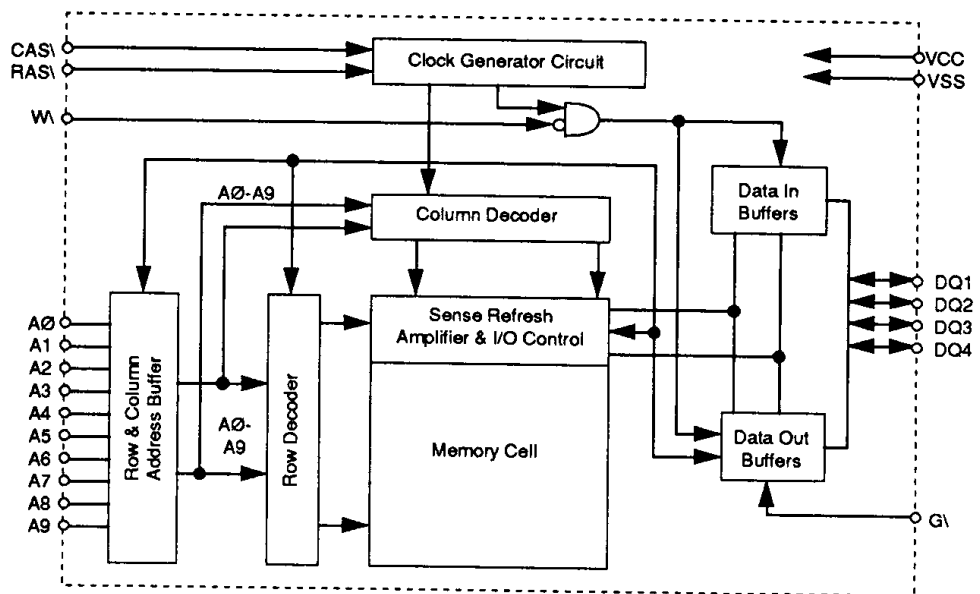 CAS\
RAS\
W\
Clock Generator Circuit
VCC
VSS
AØ-A9
Column Decoder
Data In
Buffers
AØ
A1
A2
A3
A4
A5
A6
A7
A8
A9
Row & Column
Address Buffer
AØ-
A9
Row Decoder
Sense Refresh
Amplifier & I/O Control
Memory Cell
Data Out
Buffers
DQ1
DQ2
DQ3
DQ4
G\